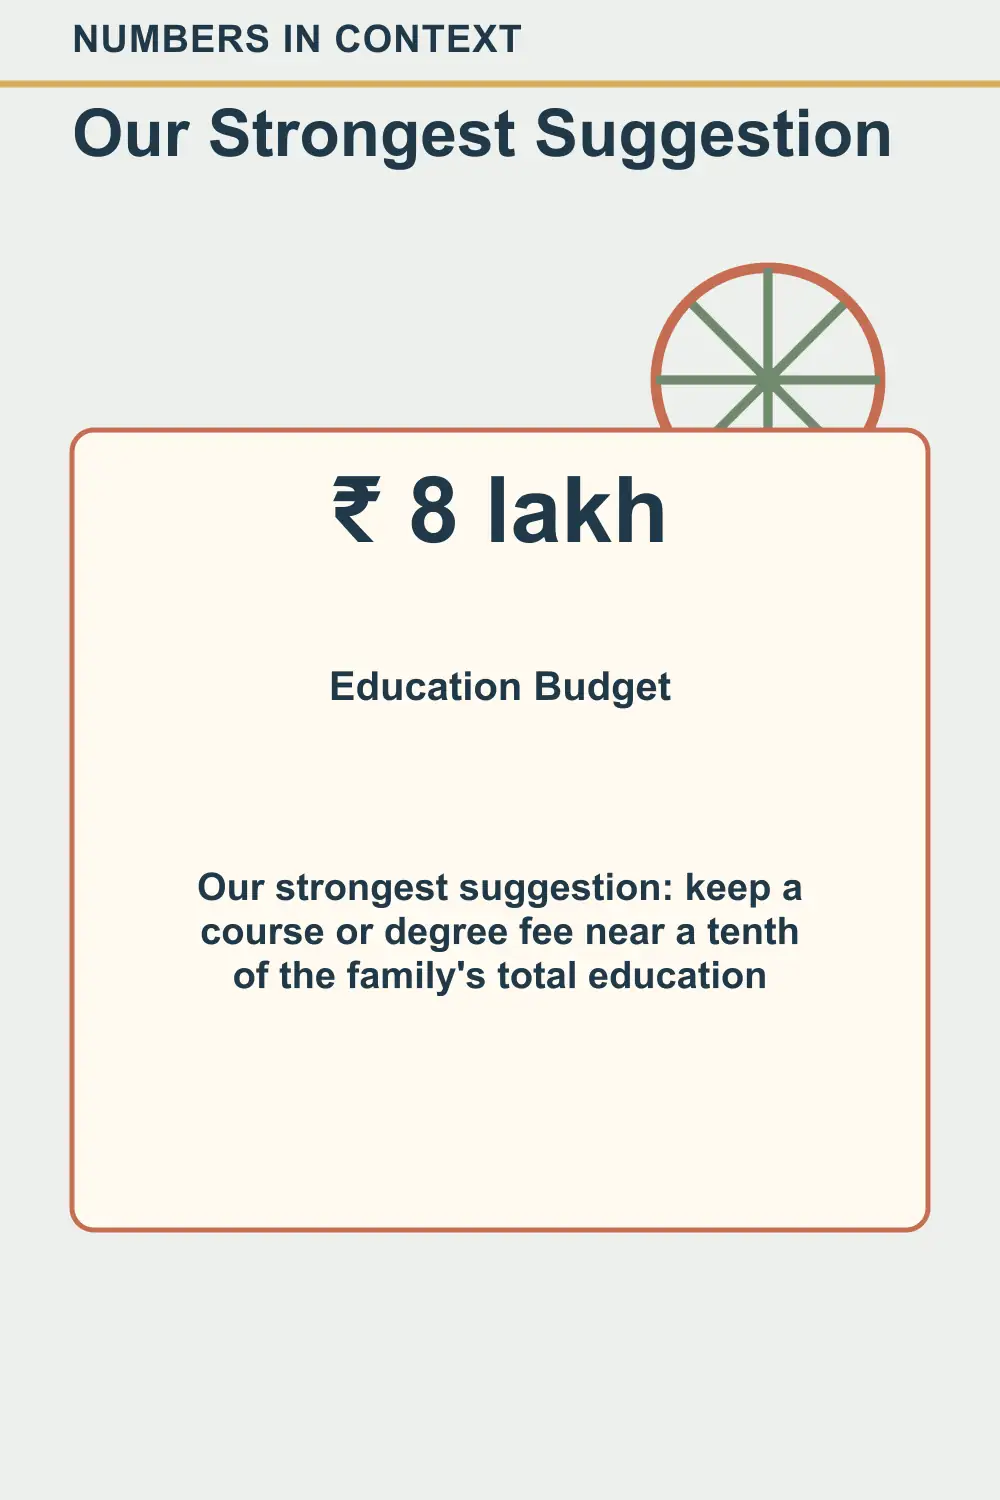 NUMBERS IN CONTEXT
Our Strongest Suggestion
₹ 8 lakh
Education Budget
Our strongest suggestion: keep a
course or degree fee near a tenth
of the family's total education